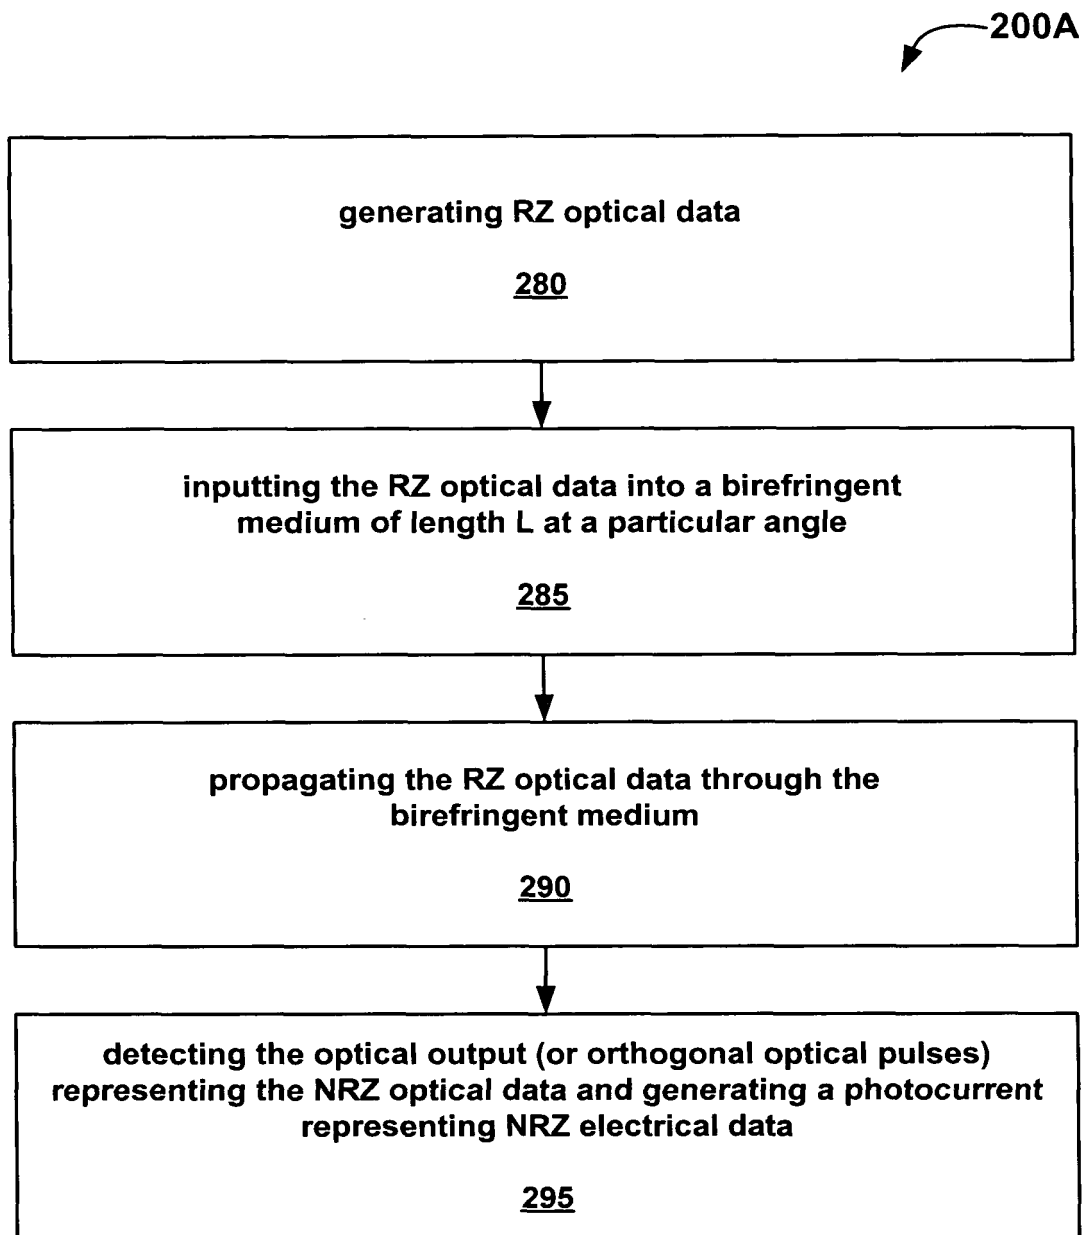 200A
generating RZ optical data
280
inputting the RZ optical data into a birefringent
medium of length L at a particular angle
285
propagating the RZ optical data through the
birefringent medium
290
detecting the optical output (or orthogonal optical pulses)
representing the NRZ optical data and generating a photocurrent
representing NRZ electrical data
295